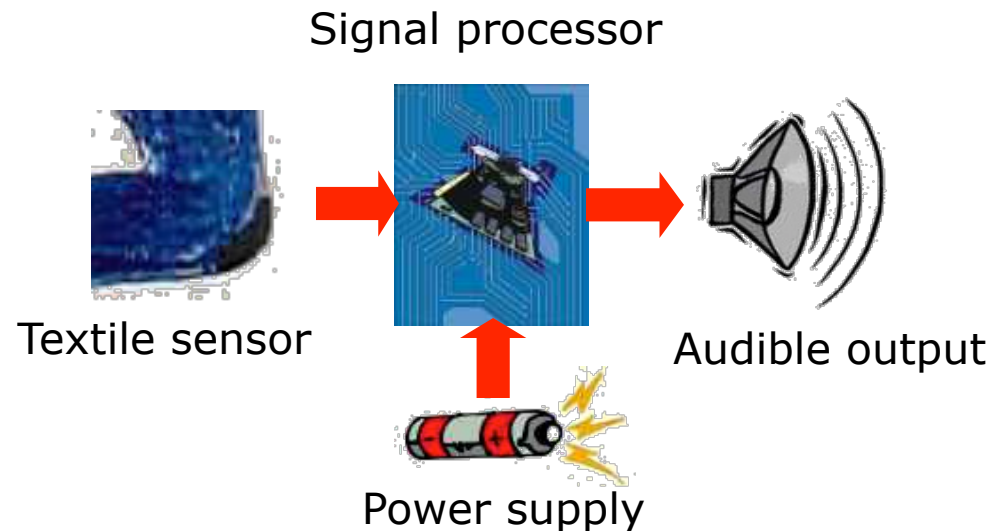 Signal processor
Textile sensor
Audible output
Power supply